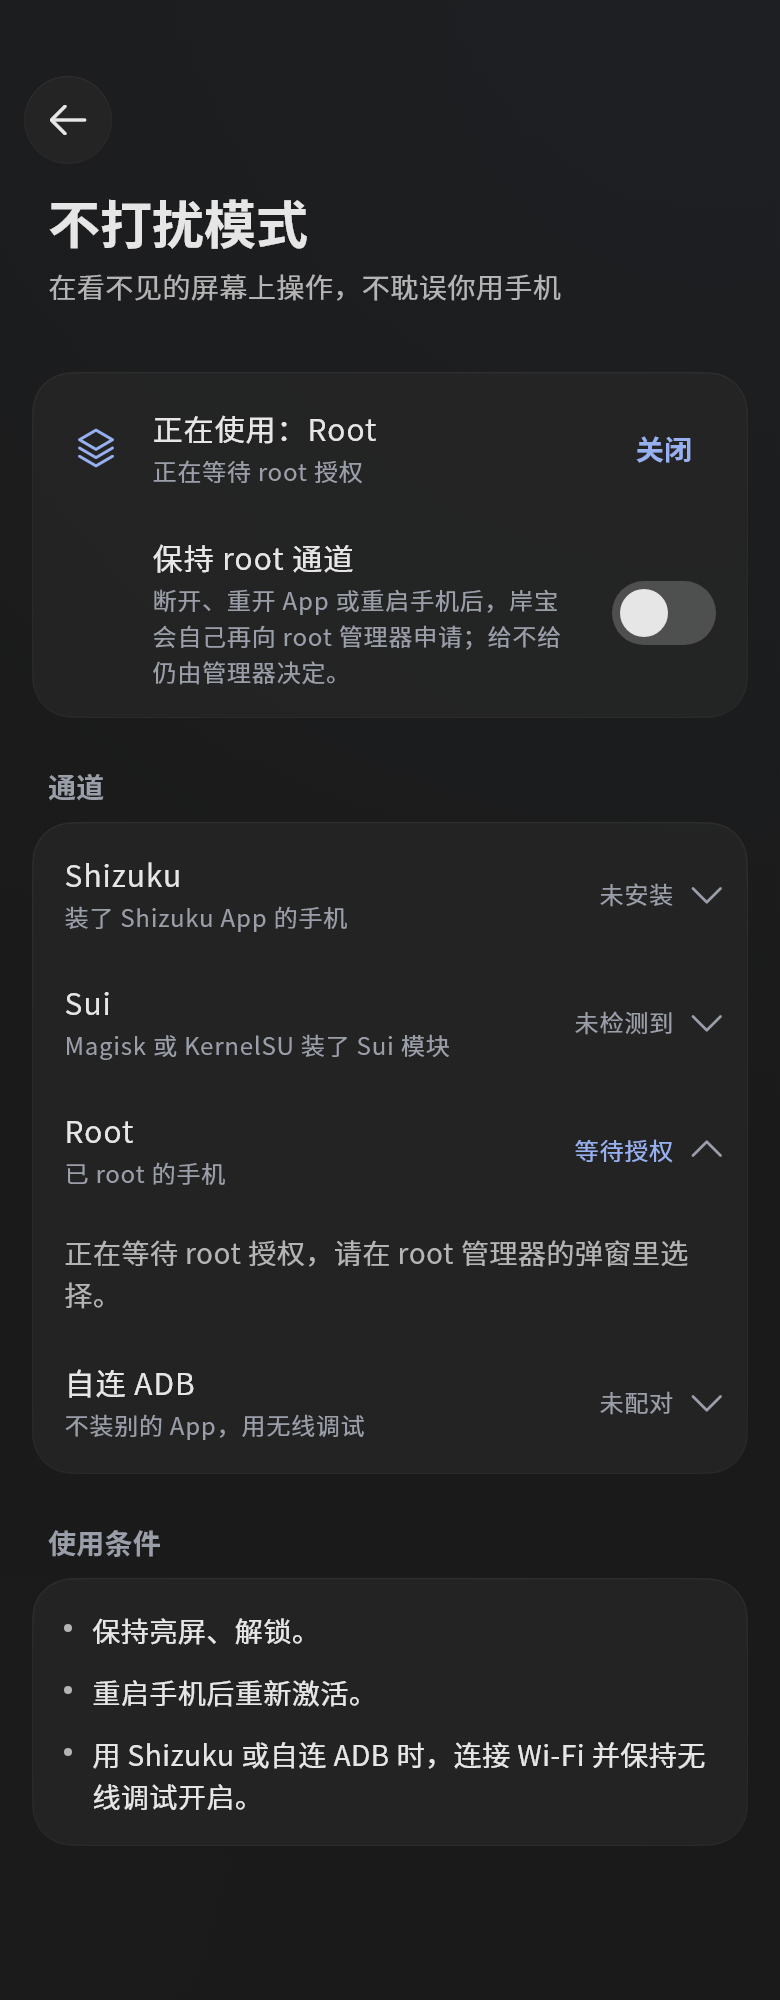 不打扰模式
在看不见的屏幕上操作，不耽误你用手机
正在使用：Root
正在等待 root 授权
关闭
保持 root 通道
断开、重开 App 或重启手机后，岸宝
会自己再向 root 管理器申请；给不给
仍由管理器决定。
通道
Shizuku
装了 Shizuku App 的手机
未安装
Sui
Magisk 或 KernelSU 装了 Sui 模块
未检测到
Root
已 root 的手机
等待授权
正在等待 root 授权，请在 root 管理器的弹窗里选
择。
自连 ADB
不装别的 App，用无线调试
未配对
使用条件
• 保持亮屏、解锁。
• 重启手机后重新激活。
• 用 Shizuku 或自连 ADB 时，连接 Wi-Fi 并保持无
线调试开启。